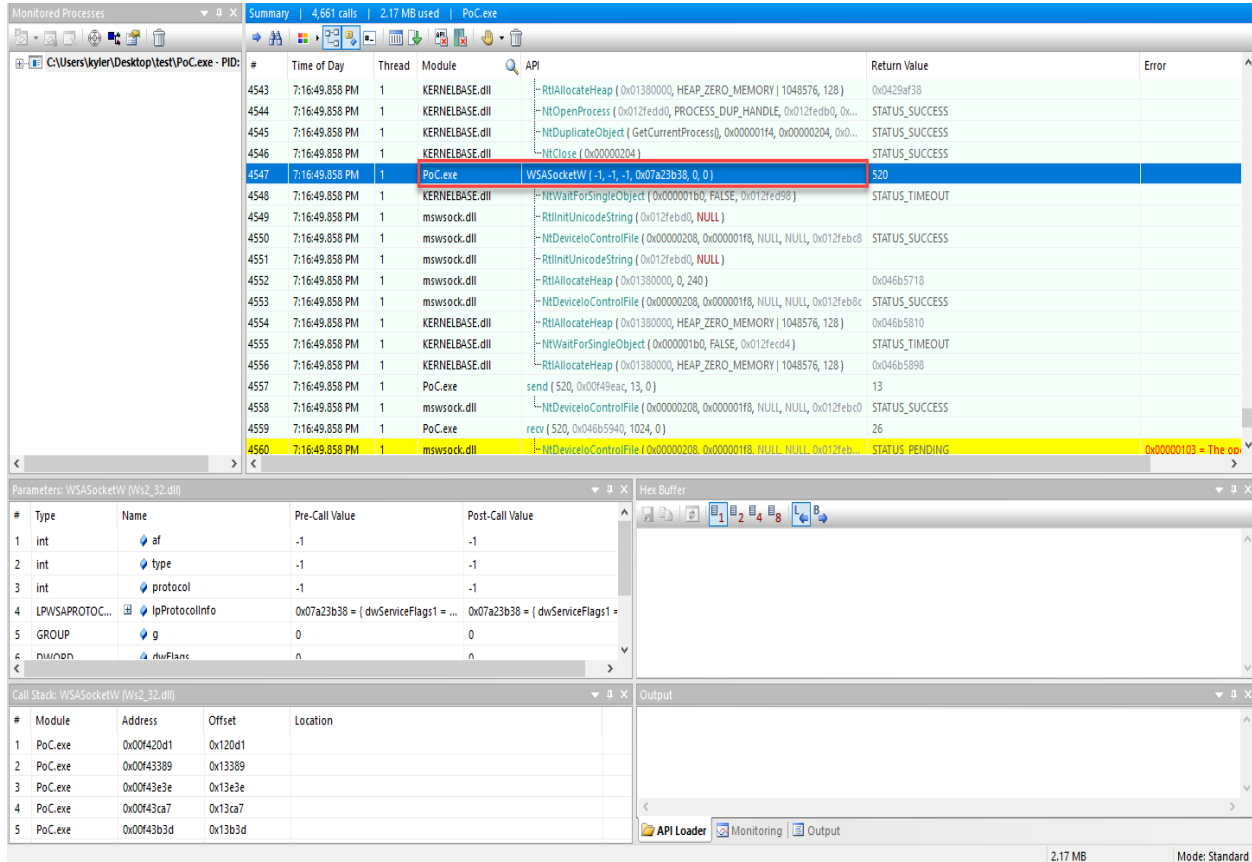 Monitored Processes
Summary | 4,661 calls | 2.17 MB used | PoC.exe
C:\Users\kyler\Desktop\test\PoC.exe - PID:
# Time of Day Thread Module API Return Value Error
4543 7:16:49.858 PM 1 KERNELBASE.dll RtlAllocateHeap ( 0x01380000, HEAP_ZERO_MEMORY | 1048576, 128 ) 0x0429af38
4544 7:16:49.858 PM 1 KERNELBASE.dll NtOpenProcess ( 0x012fedd0, PROCESS_DUP_HANDLE, 0x012fedb0, 0x... STATUS_SUCCESS
4545 7:16:49.858 PM 1 KERNELBASE.dll NtDuplicateObject ( GetCurrentProcess(), 0x000001f4, 0x00000204, 0x0... STATUS_SUCCESS
4546 7:16:49.858 PM 1 KERNELBASE.dll NtClose ( 0x00000204 ) STATUS_SUCCESS
4547 7:16:49.858 PM 1 PoC.exe WSASocketW ( -1, -1, -1, 0x07a23b38, 0, 0 ) 520
4548 7:16:49.858 PM 1 KERNELBASE.dll NtWaitForSingleObject ( 0x000001b0, FALSE, 0x012fed98 ) STATUS_TIMEOUT
4549 7:16:49.858 PM 1 mswsock.dll RtlInitUnicodeString ( 0x012febd0, NULL )
4550 7:16:49.858 PM 1 mswsock.dll NtDeviceIoControlFile ( 0x00000208, 0x000001f8, NULL, NULL, 0x012febc8 STATUS_SUCCESS
4551 7:16:49.858 PM 1 mswsock.dll RtlInitUnicodeString ( 0x012febd0, NULL )
4552 7:16:49.858 PM 1 mswsock.dll RtlAllocateHeap ( 0x01380000, 0, 240 ) 0x046b5718
4553 7:16:49.858 PM 1 mswsock.dll NtDeviceIoControlFile ( 0x00000208, 0x000001f8, NULL, NULL, 0x012feb8c STATUS_SUCCESS
4554 7:16:49.858 PM 1 KERNELBASE.dll RtlAllocateHeap ( 0x01380000, HEAP_ZERO_MEMORY | 1048576, 128 ) 0x046b5810
4555 7:16:49.858 PM 1 KERNELBASE.dll NtWaitForSingleObject ( 0x000001b0, FALSE, 0x012fecd4 ) STATUS_TIMEOUT
4556 7:16:49.858 PM 1 KERNELBASE.dll RtlAllocateHeap ( 0x01380000, HEAP_ZERO_MEMORY | 1048576, 128 ) 0x046b5898
4557 7:16:49.858 PM 1 PoC.exe send ( 520, 0x00f49eac, 13, 0 ) 13
4558 7:16:49.858 PM 1 mswsock.dll NtDeviceIoControlFile ( 0x00000208, 0x000001f8, NULL, NULL, 0x012febc0 STATUS_SUCCESS
4559 7:16:49.858 PM 1 PoC.exe recv ( 520, 0x046b5940, 1024, 0 ) 26
4560 7:16:49.858 PM 1 mswsock.dll NtDeviceIoControlFile ( 0x00000208, 0x000001f8, NULL, NULL, 0x012feb... STATUS_PENDING 0x00000103 = The op
Parameters: WSASocketW (Ws2_32.dll)
# Type Name Pre-Call Value Post-Call Value
1 int af -1 -1
2 int type -1 -1
3 int protocol -1 -1
4 LPWSAPROTOC... lpProtocolInfo 0x07a23b38 = { dwServiceFlags1 = ... 0x07a23b38 = { dwServiceFlags1 =
5 GROUP g 0 0
6 DWORD dwFlags 0 0
Hex Buffer
1 2 4 8 L B
Call Stack: WSASocketW (Ws2_32.dll)
# Module Address Offset Location
1 PoC.exe 0x00f420d1 0x120d1
2 PoC.exe 0x00f43389 0x13389
3 PoC.exe 0x00f43e3e 0x13e3e
4 PoC.exe 0x00f43ca7 0x13ca7
5 PoC.exe 0x00f43b3d 0x13b3d
Output
API Loader Monitoring Output
2.17 MB Mode: Standard